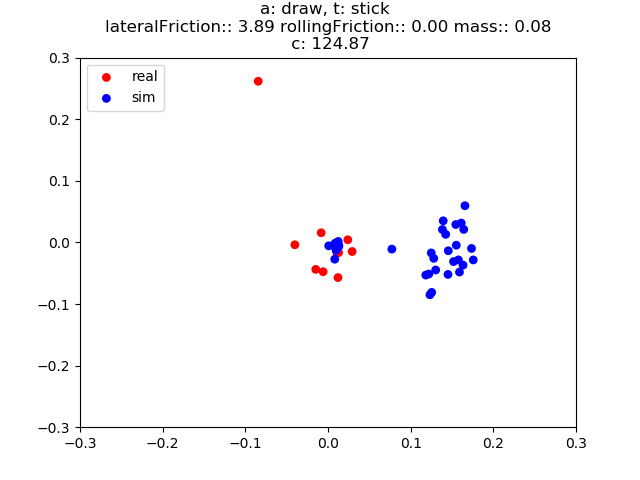 a: draw, t: stick
lateralFriction:: 3.89 rollingFriction:: 0.00 mass:: 0.08
c: 124.87
real
sim
0.3
0.2
0.1
0.0
−0.1
−0.2
−0.3
−0.3
−0.2
−0.1
0.0
0.1
0.2
0.3